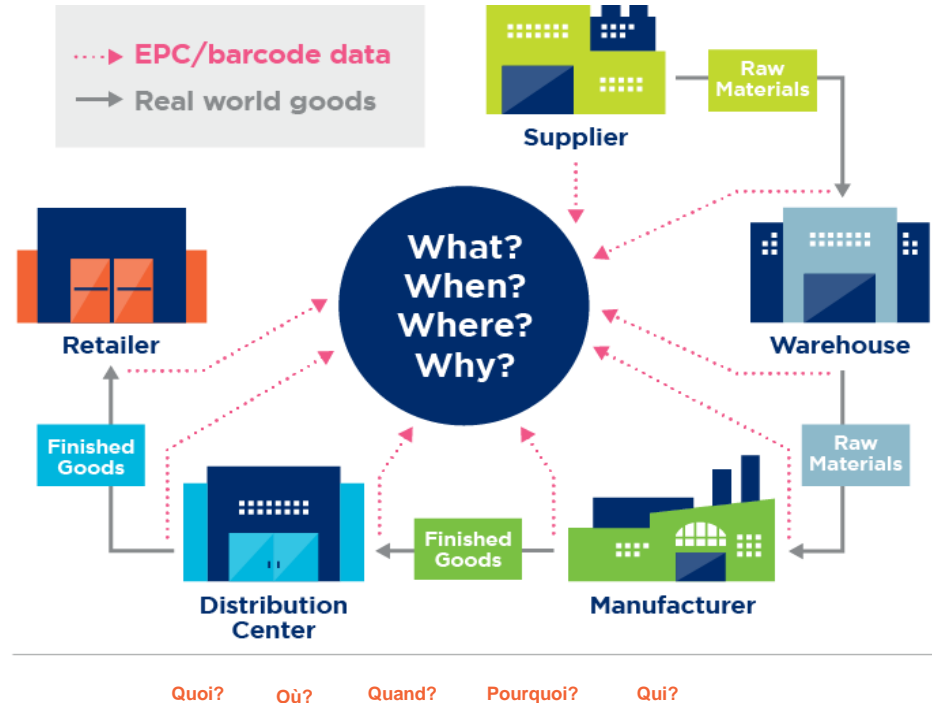 EPC/barcode data
Real world goods
Supplier
Raw
Materials
What?
When?
Where?
Why?
Retailer
Warehouse
Finished
Goods
Raw
Materials
Finished
Goods
Distribution
Center
Manufacturer
Quoi? Où? Quand? Pourquoi? Qui?